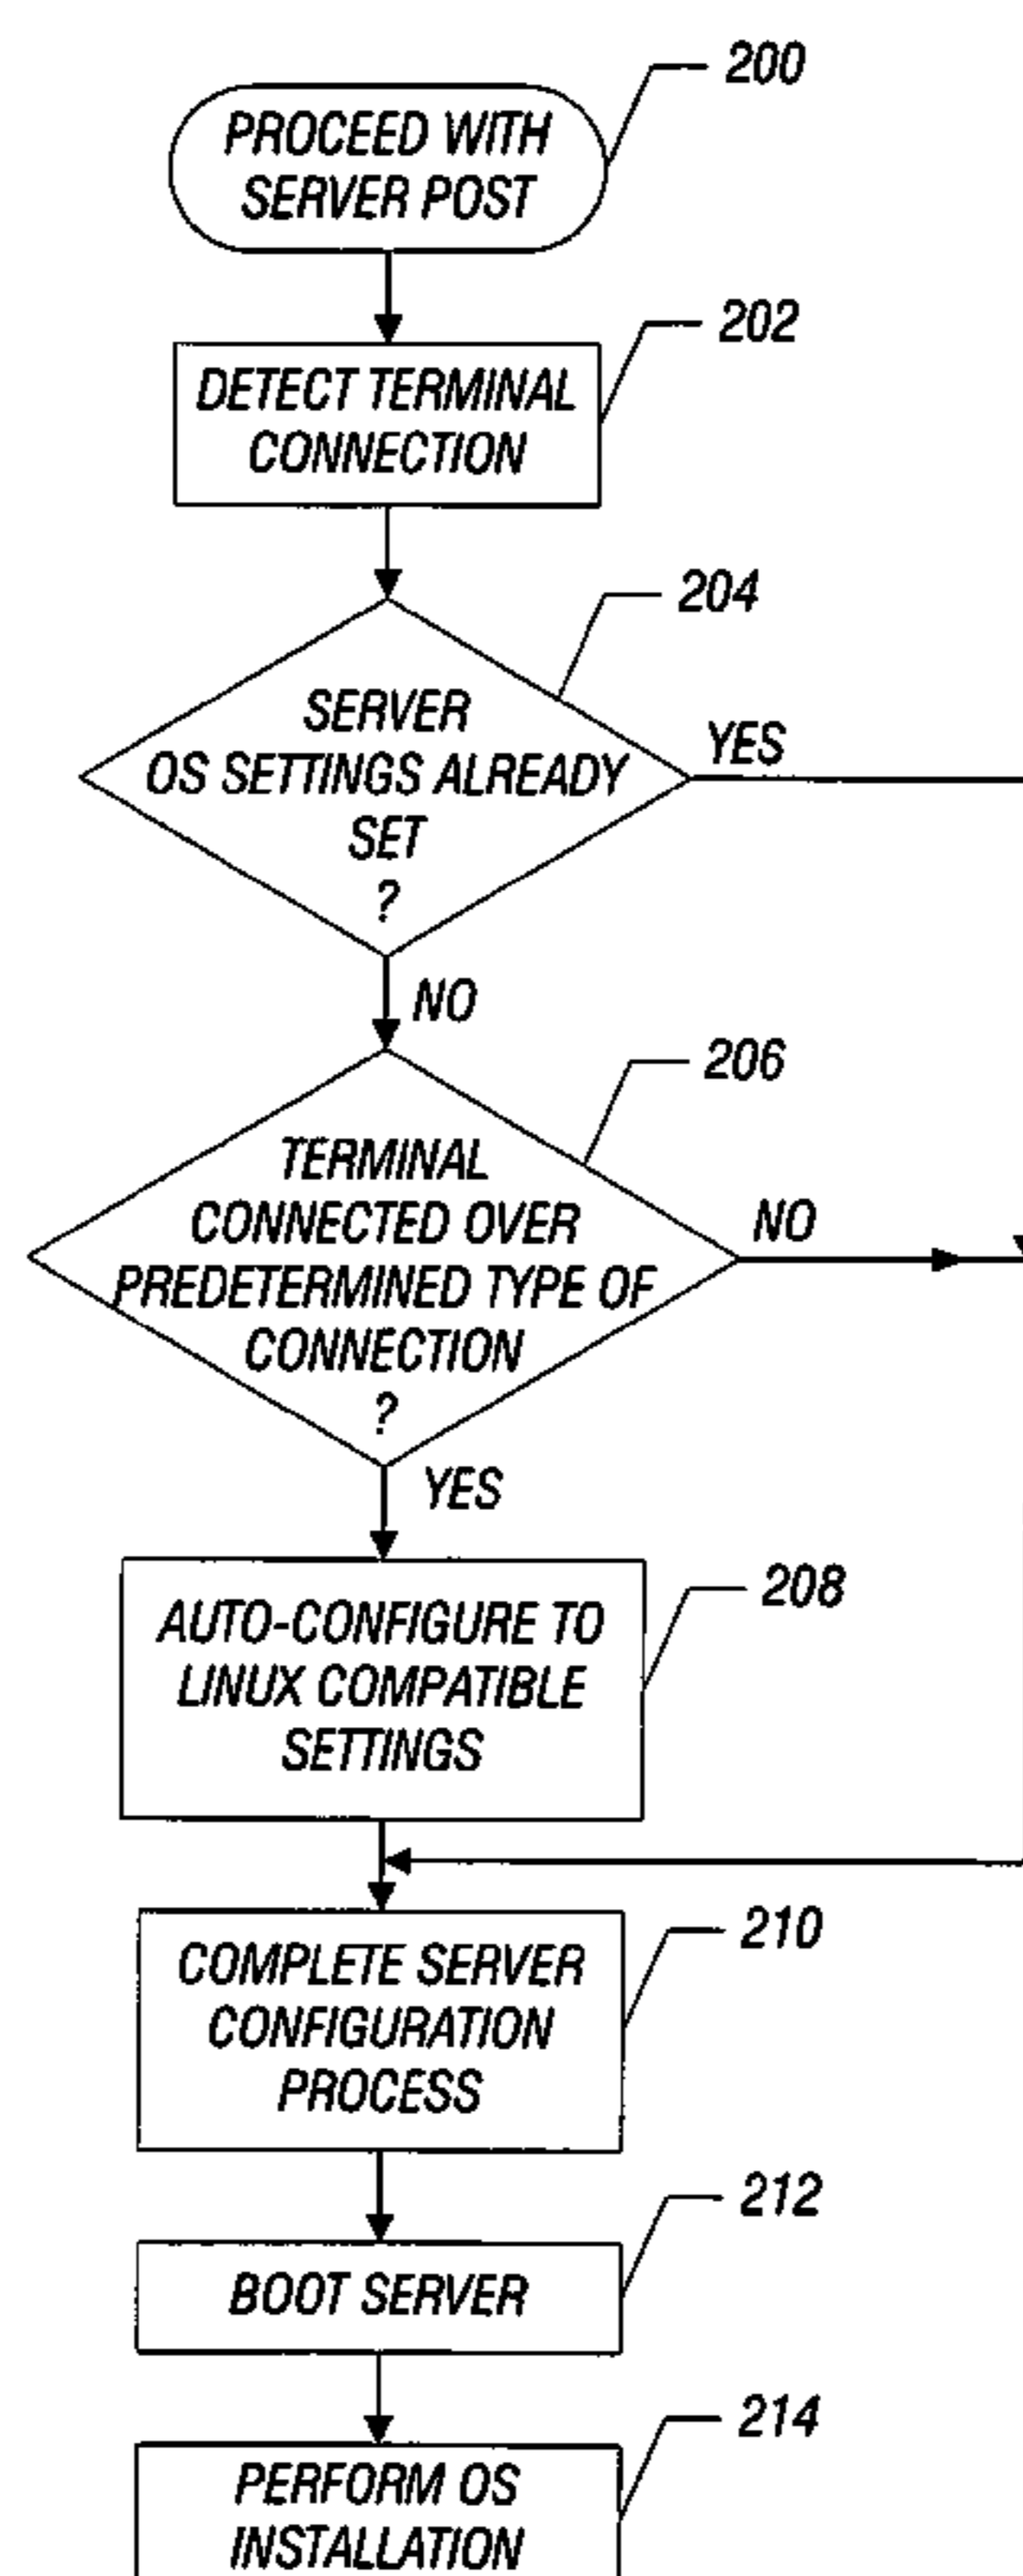 200
PROCEED WITH
SERVER POST
202
DETECT TERMINAL
CONNECTION
204
SERVER
OS SETTINGS ALREADY
SET
?
YES
NO
206
TERMINAL
CONNECTED OVER
PREDETERMINED TYPE OF
CONNECTION
?
NO
YES
208
AUTO-CONFIGURE TO
LINUX COMPATIBLE
SETTINGS
210
COMPLETE SERVER
CONFIGURATION
PROCESS
212
BOOT SERVER
214
PERFORM OS
INSTALLATION